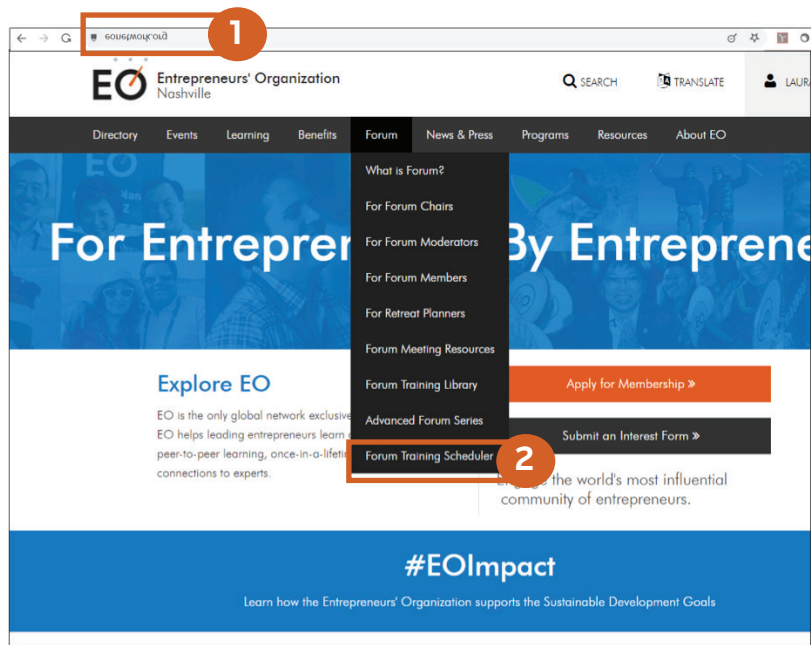 eonetwork.org
1
EO Entrepreneurs' Organization
Nashville
SEARCH
TRANSLATE
LAURA
Directory Events Learning Benefits Forum News & Press Programs Resources About EO
What is Forum?
For Forum Chairs
For Forum Moderators
For Forum Members
For Retreat Planners
Forum Meeting Resources
Forum Training Library
Advanced Forum Series
Forum Training Scheduler
2
EO
For Entrepren
By Entreprene
Explore EO
EO is the only global network exclusive
EO helps leading entrepreneurs learn
peer-to-peer learning, once-in-a-lifeti
connections to experts.
Apply for Membership »
Submit an Interest Form »
the world's most influential
community of entrepreneurs.
#EOImpact
Learn how the Entrepreneurs' Organization supports the Sustainable Development Goals